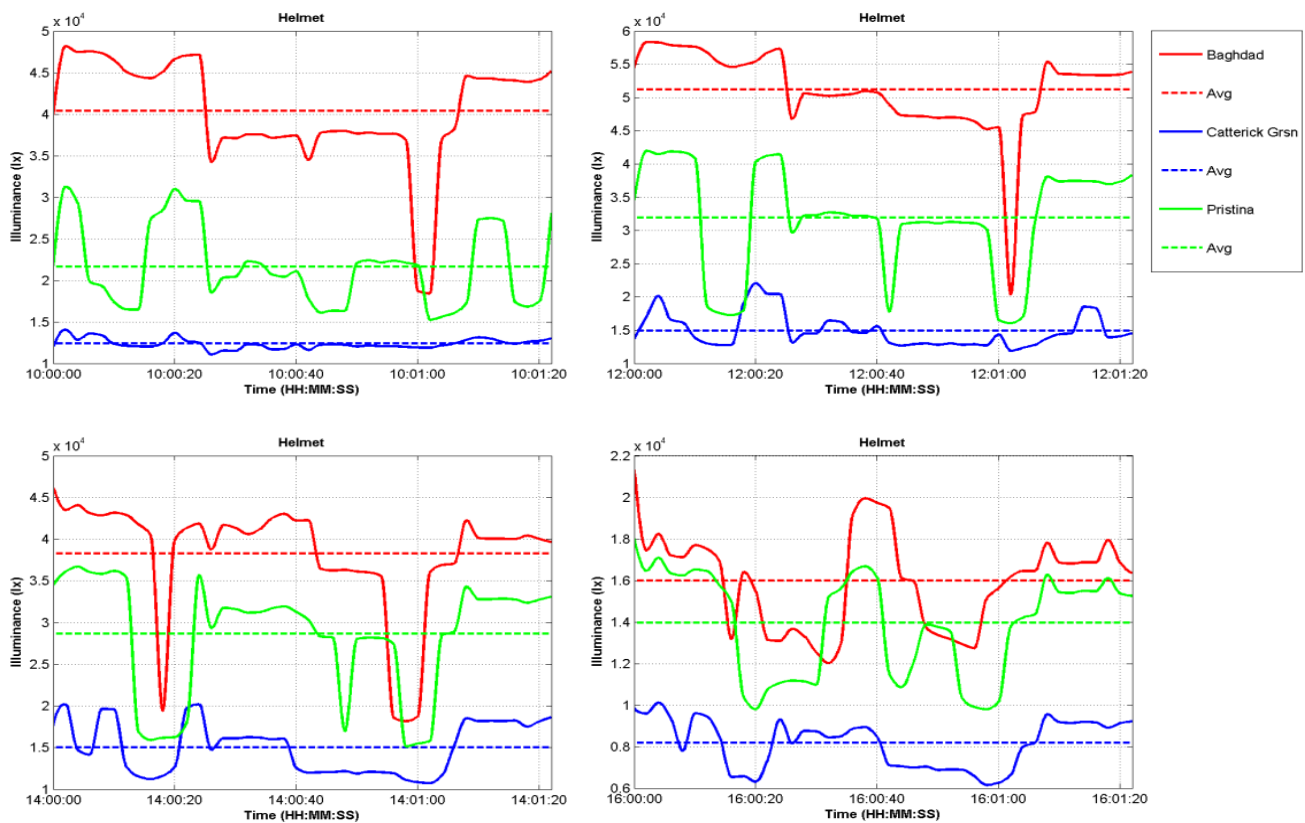 Helmet
x 10⁴
5
4.5
4
3.5
3
2.5
2
1.5
1
Illuminance (lx)
10:00:00 10:00:20 10:00:40 10:01:00 10:01:20
Time (HH:MM:SS)
Helmet
x 10⁴
6
5.5
5
4.5
4
3.5
3
2.5
2
1.5
1
Illuminance (lx)
12:00:00 12:00:20 12:00:40 12:01:00 12:01:20
Time (HH:MM:SS)
Baghdad
Avg
Catterick Grsn
Avg
Pristina
Avg
Helmet
x 10⁴
5
4.5
4
3.5
3
2.5
2
1.5
1
Illuminance (lx)
14:00:00 14:00:20 14:00:40 14:01:00 14:01:20
Time (HH:MM:SS)
Helmet
x 10⁴
2.2
2
1.8
1.6
1.4
1.2
1
0.8
0.6
Illuminance (lx)
16:00:00 16:00:20 16:00:40 16:01:00 16:01:20
Time (HH:MM:SS)